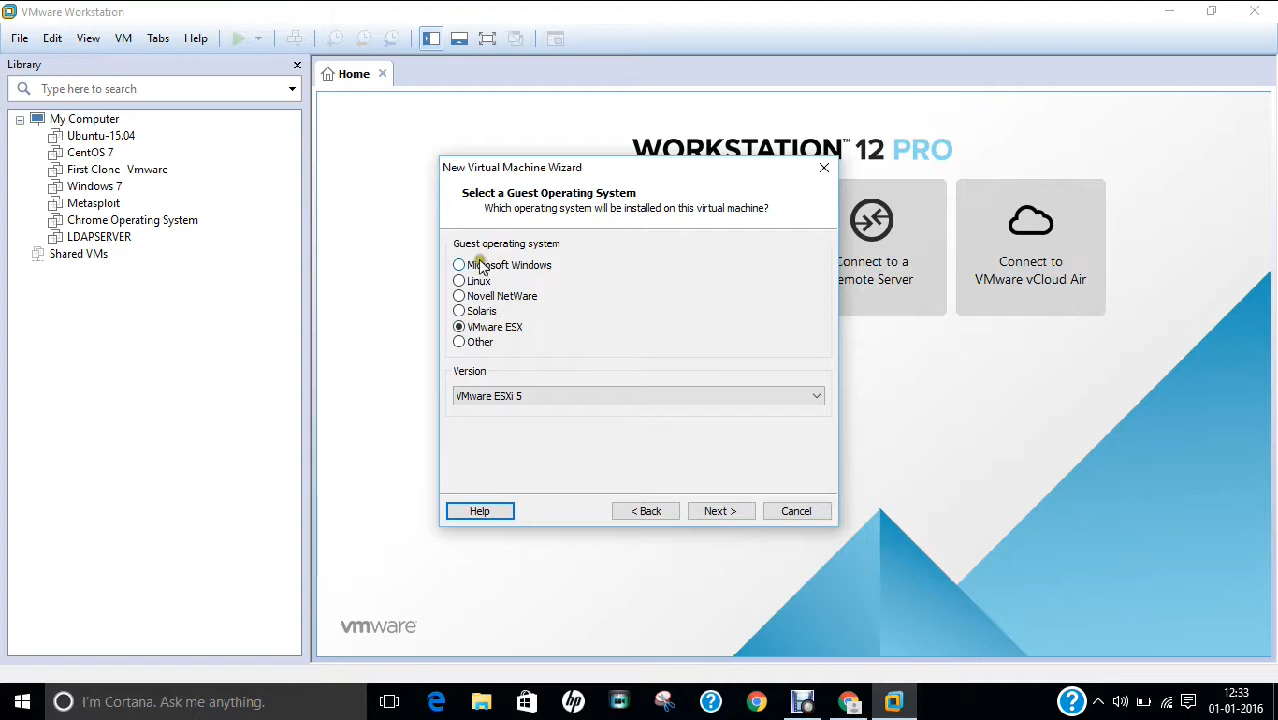 VMware Workstation
File Edit View VM Tabs Help
Library
Type here to search
My Computer
Ubuntu-15.04
CentOS 7
First Clone- Vmware
Windows 7
Metasploit
Chrome Operating System
LDAPSERVER
Shared VMs
Home
WORKSTATION™ 12 PRO
New Virtual Machine Wizard
Select a Guest Operating System
Which operating system will be installed on this virtual machine?
Guest operating system
Microsoft Windows
Linux
Novell NetWare
Solaris
VMware ESX
Other
Version
VMware ESXi 5
Help < Back Next > Cancel
Connect to a
emote Server
Connect to
VMware vCloud Air
vmware
I'm Cortana. Ask me anything.
12:33
01-01-2016